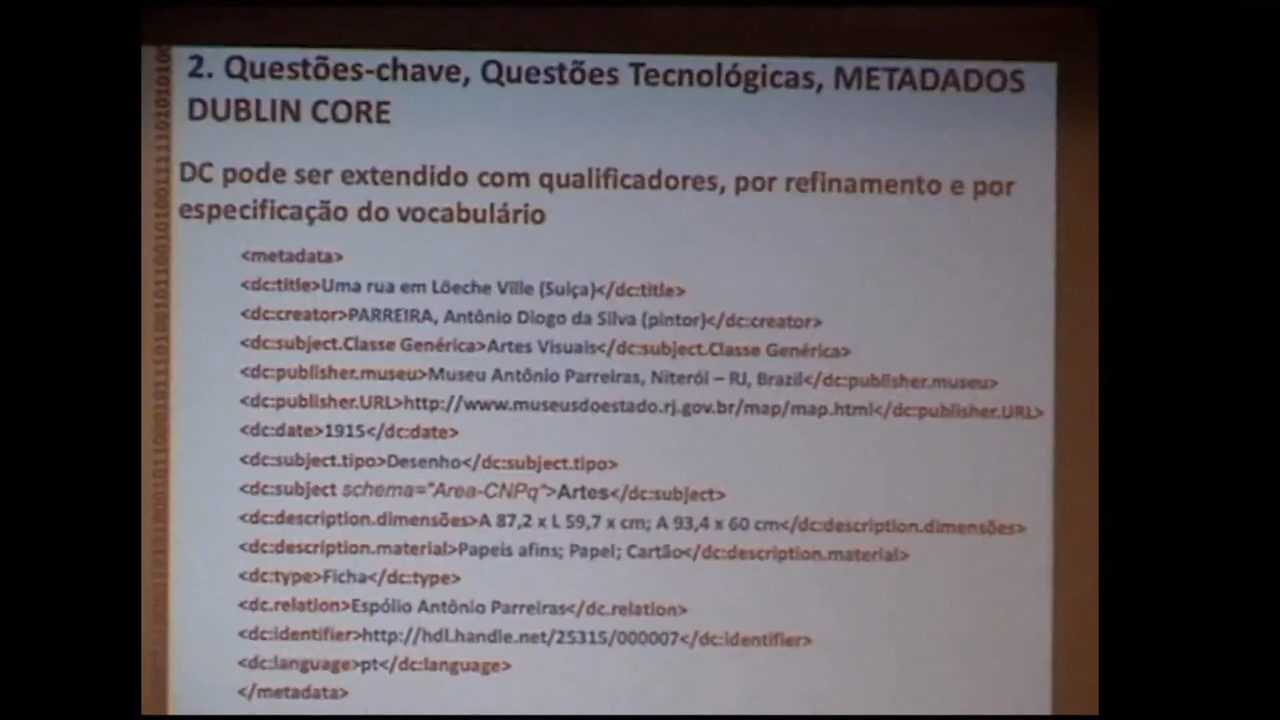 2. Questões-chave, Questões Tecnológicas, METADADOS
DUBLIN CORE
DC pode ser extendido com qualificadores, por refinamento e por
especificação do vocabulário
<metadata>
<dc:title>Uma rua em Löeche Ville (Suiça)</dc:title>
<dc:creator>PARREIRA, Antônio Diogo da Silva (pintor)</dc:creator>
<dc:subject.Classe Genérica>Artes Visuais</dc:subject.Classe Genérica>
<dc:publisher.museu>Museu Antônio Parreiras, Niterói – RJ, Brazil</dc:publisher.museu>
<dc:publisher.URL>http://www.museusdoestado.rj.gov.br/map/map.html</dc:publisher.URL>
<dc:date>1915</dc:date>
<dc:subject.tipo>Desenho</dc:subject.tipo>
<dc:subject schema="Area-CNPq">Artes</dc:subject>
<dc:description.dimensões>A 87,2 x L 59,7 x cm; A 93,4 x 60 cm</dc:description.dimensões>
<dc:description.material>Papeis afins; Papel; Cartão</dc:description.material>
<dc:type>Ficha</dc:type>
<dc.relation>Espólio Antônio Parreiras</dc.relation>
<dc:identifier>http://hdl.handle.net/25315/000007</dc:identifier>
<dc:language>pt</dc:language>
</metadata>